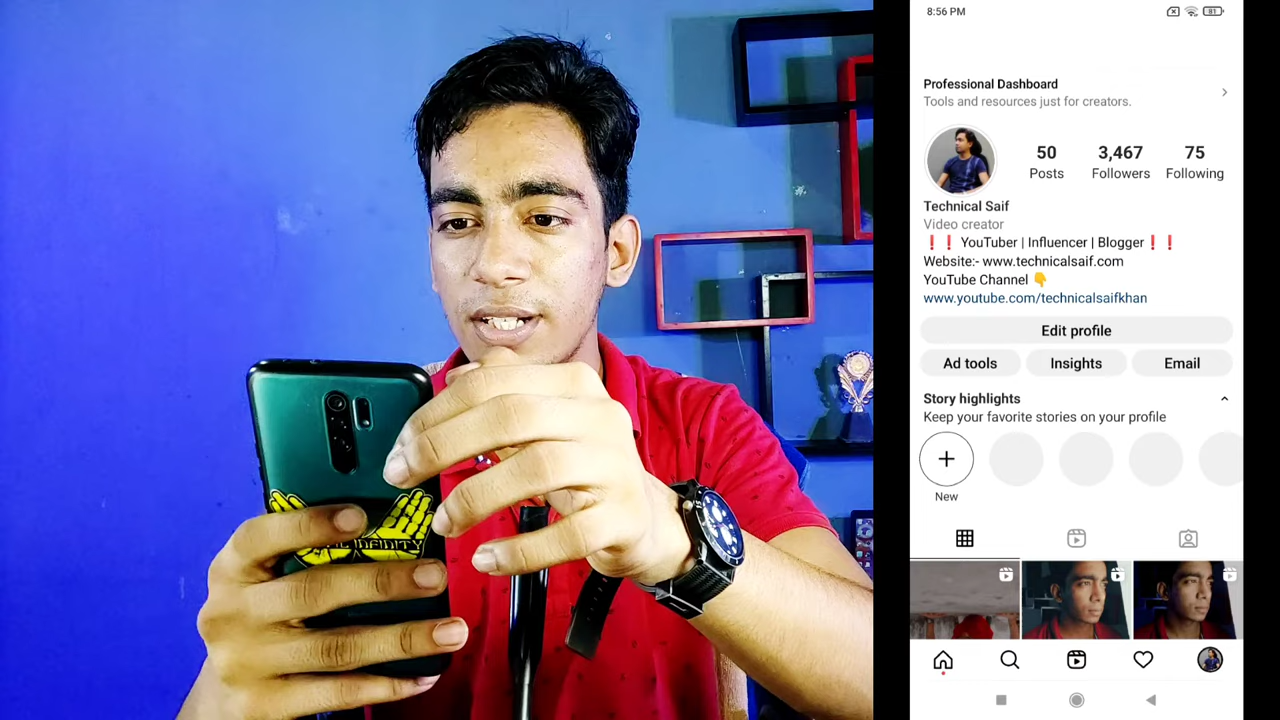 8:56 PM
81
Professional Dashboard
Tools and resources just for creators.
50
Posts
3,467
Followers
75
Following
Technical Saif
Video creator
❗❗ YouTuber | Influencer | Blogger ❗❗
Website:- www.technicalsaif.com
YouTube Channel 👇
www.youtube.com/technicalsaifkhan
Edit profile
Ad tools
Insights
Email
Story highlights
Keep your favorite stories on your profile
New
INFINITY